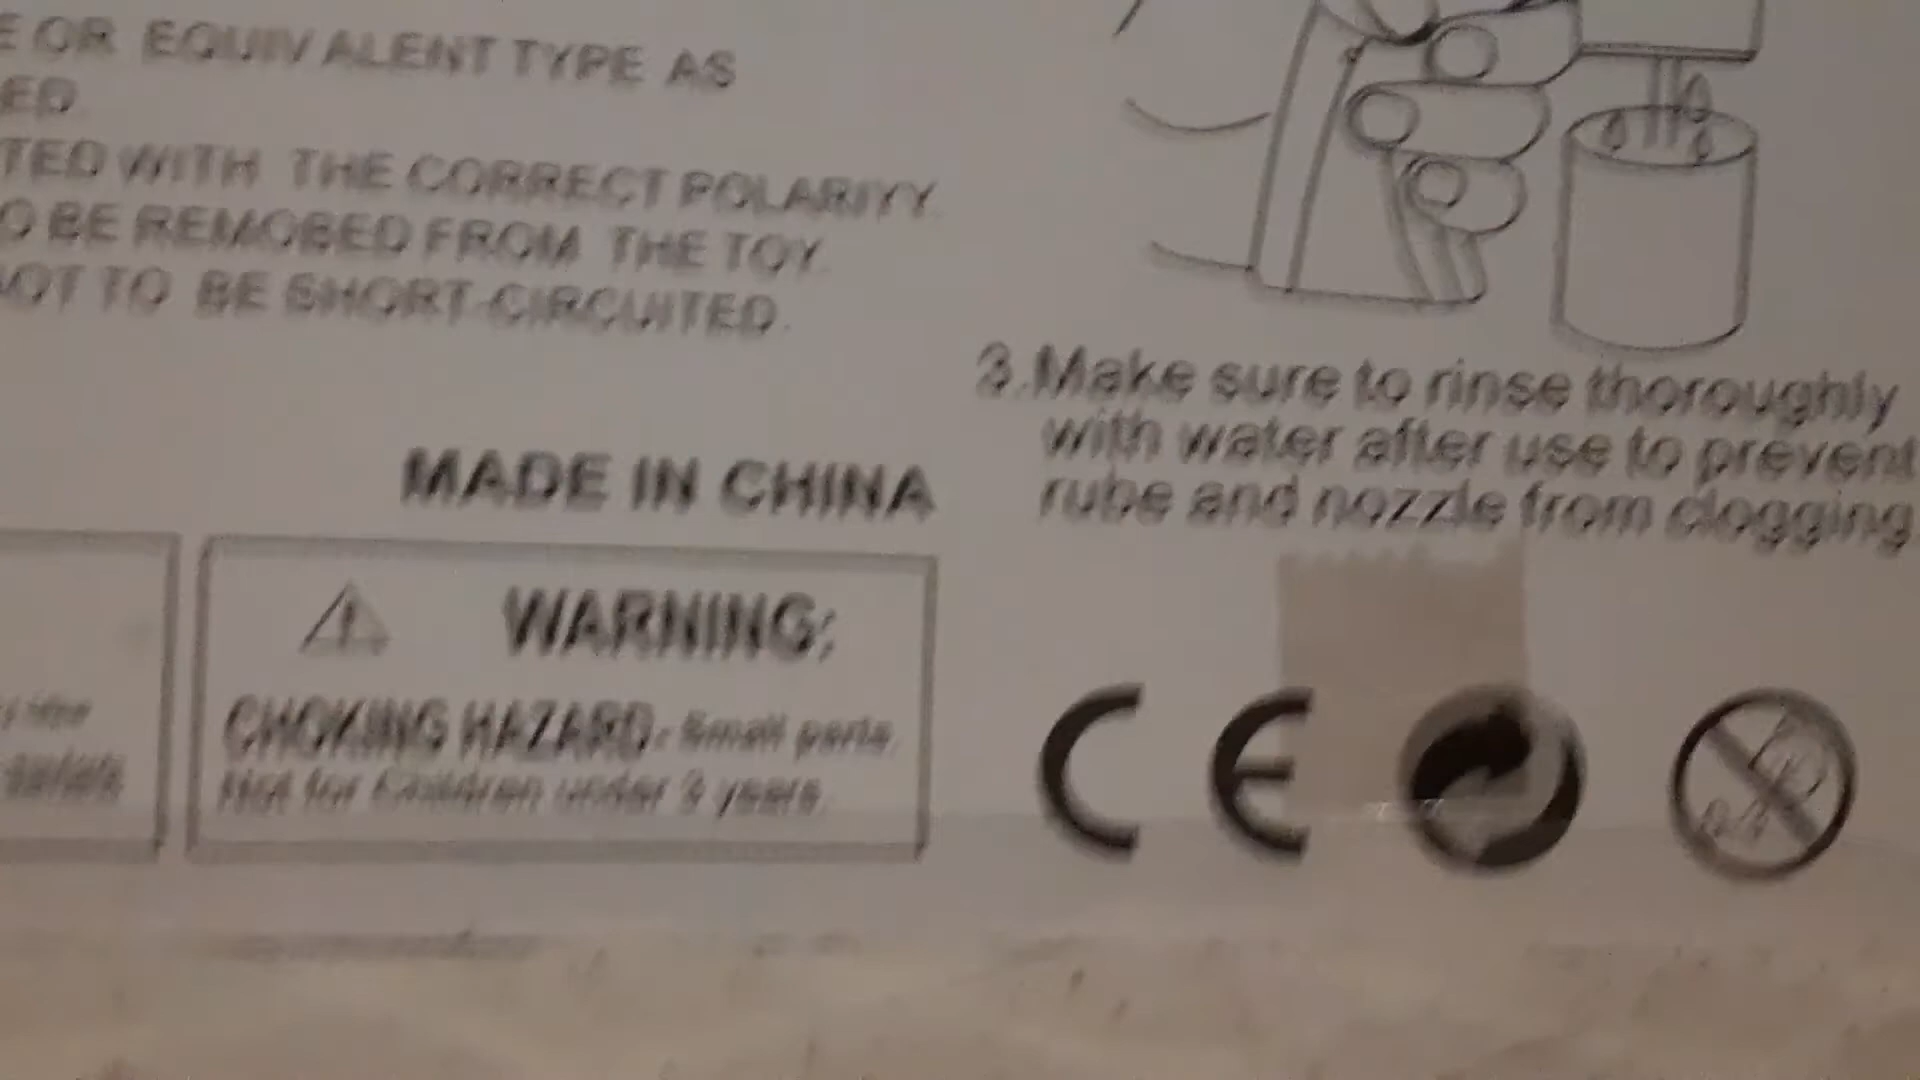 E OR EQUIVALENT TYPE AS
ED.
TED WITH THE CORRECT POLARIYY.
O BE REMOBED FROM THE TOY.
NOT TO BE SHORT-CIRCUITED.
MADE IN CHINA
WARNING:
CHOKING HAZARD- Small parts.
Not for Children under 3 years.
3.Make sure to rinse thoroughly
with water after use to prevent
rube and nozzle from clogging
CE